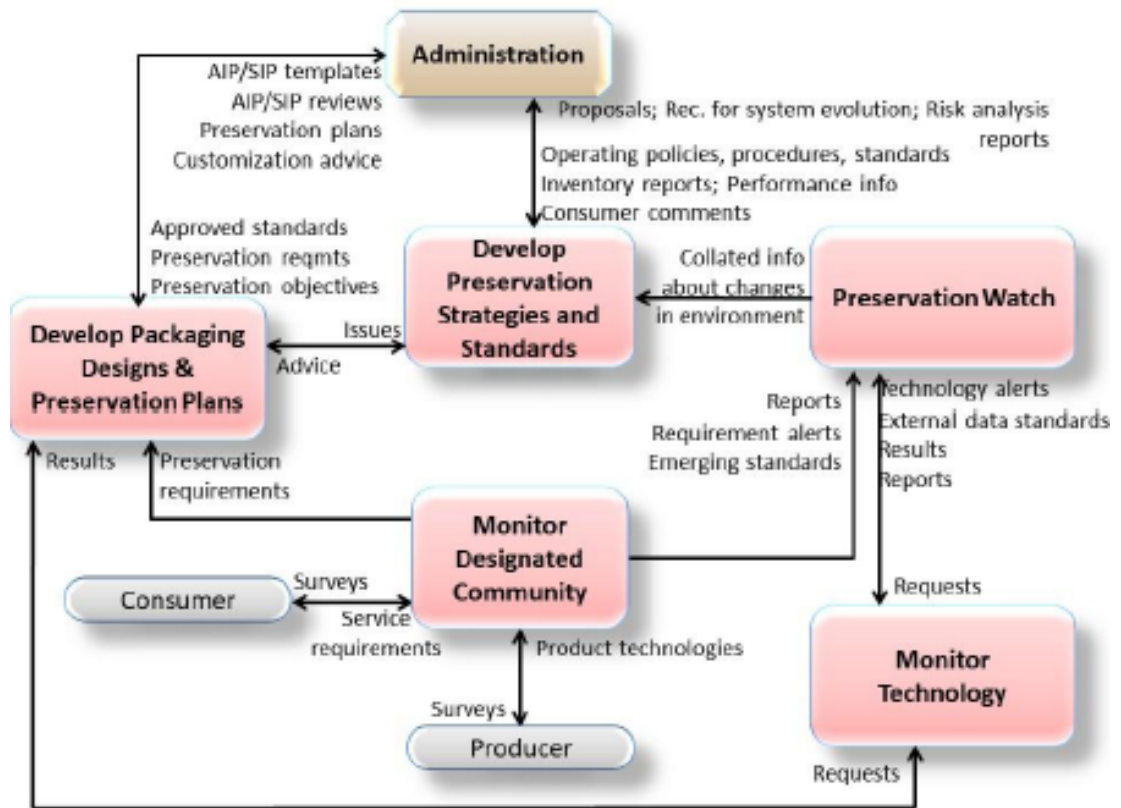 Administration
AIP/SIP templates
AIP/SIP reviews
Preservation plans
Customization advice
Proposals; Rec. for system evolution; Risk analysis
reports
Operating policies, procedures, standards
Inventory reports; Performance info
Consumer comments
Approved standards
Preservation reqmts
Preservation objectives
Develop
Preservation
Strategies and
Standards
Collated info
about changes
in environment
Preservation Watch
Develop Packaging
Designs &
Preservation Plans
Issues
Advice
Reports
Requirement alerts
Emerging standards
Technology alerts
External data standards
Results
Reports
Results
Preservation
requirements
Monitor
Designated
Community
Consumer
Surveys
Service
requirements
Product technologies
Requests
Monitor
Technology
Surveys
Producer
Requests